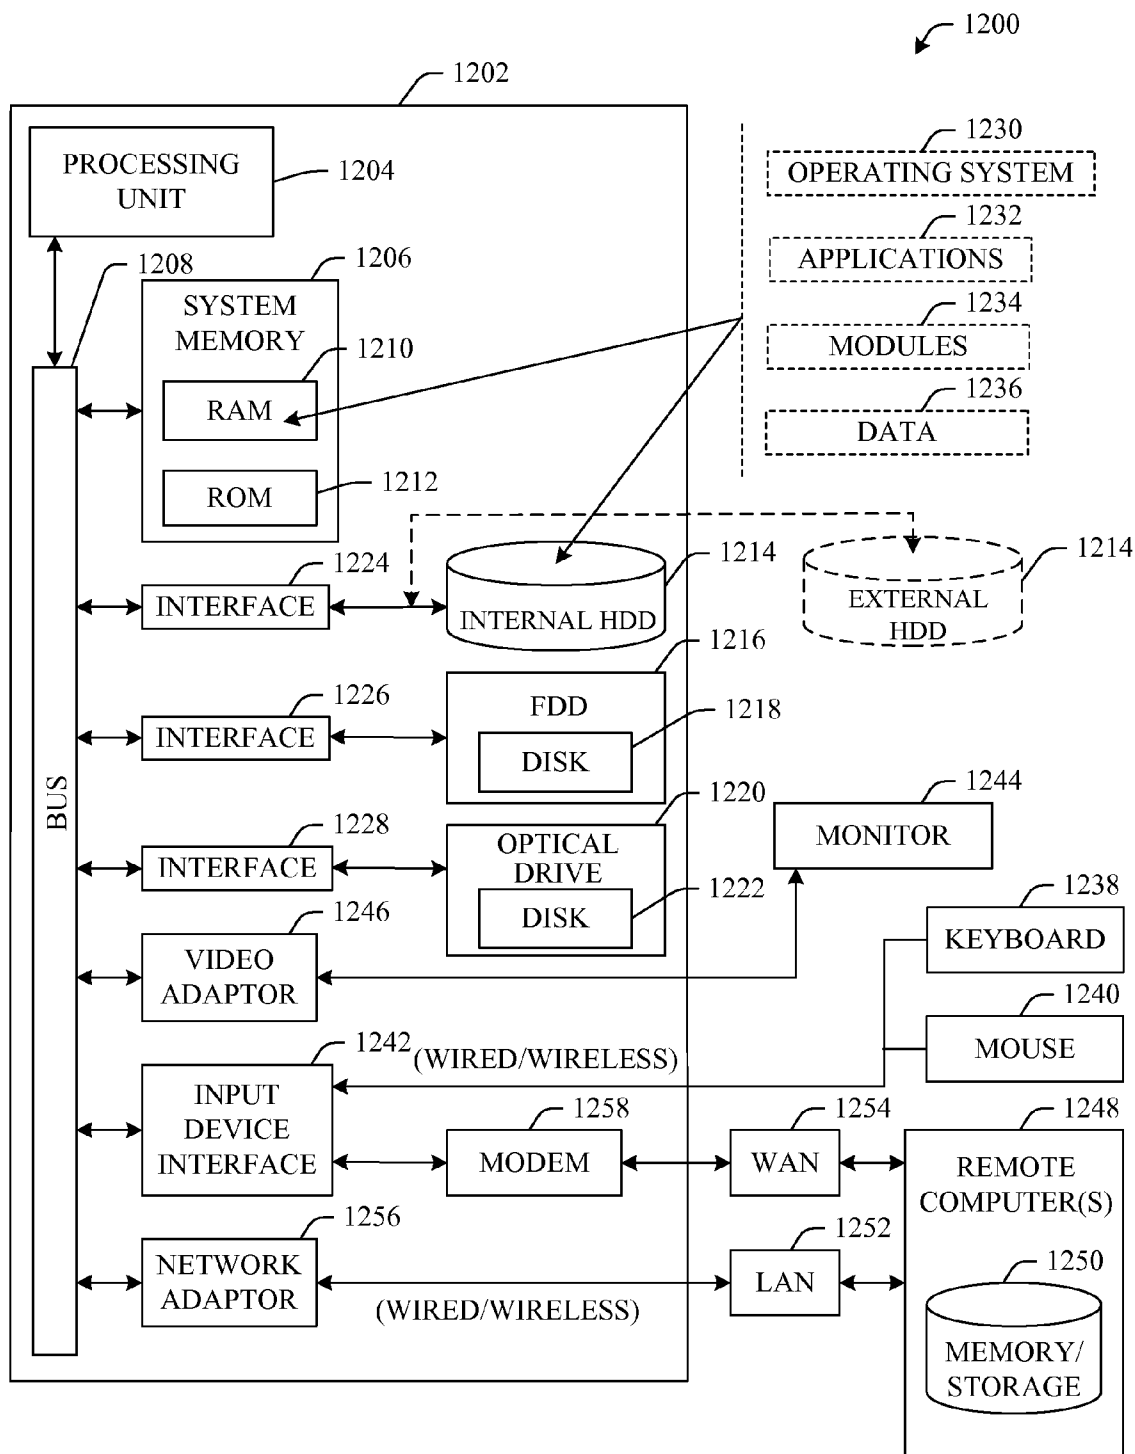 1200
1202
PROCESSING
UNIT
1204
1230
OPERATING SYSTEM
1232
APPLICATIONS
1234
MODULES
1236
DATA
1208
1206
SYSTEM
MEMORY
1210
RAM
ROM
1212
1224
INTERFACE
INTERNAL HDD
1214
EXTERNAL
HDD
1214
1226
INTERFACE
1216
FDD
1218
DISK
BUS
1228
INTERFACE
1220
OPTICAL
DRIVE
1222
DISK
1244
MONITOR
1246
VIDEO
ADAPTOR
1238
KEYBOARD
1240
MOUSE
1242
(WIRED/WIRELESS)
INPUT
DEVICE
INTERFACE
1258
MODEM
1254
WAN
1248
REMOTE
COMPUTER(S)
1256
NETWORK
ADAPTOR
(WIRED/WIRELESS)
1252
LAN
1250
MEMORY/
STORAGE